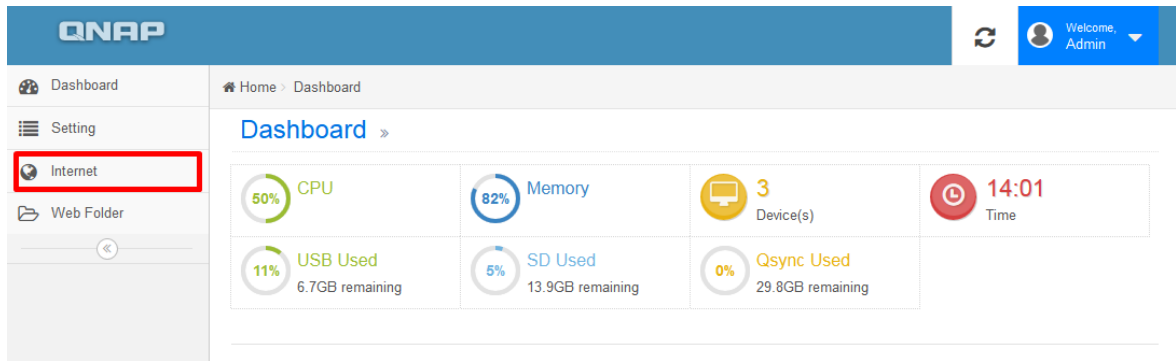 QNAP
Welcome,
Admin
Dashboard
Setting
Internet
Web Folder
Home > Dashboard
Dashboard »
50%
CPU
82%
Memory
3
Device(s)
14:01
Time
11%
USB Used
6.7GB remaining
5%
SD Used
13.9GB remaining
0%
Qsync Used
29.8GB remaining